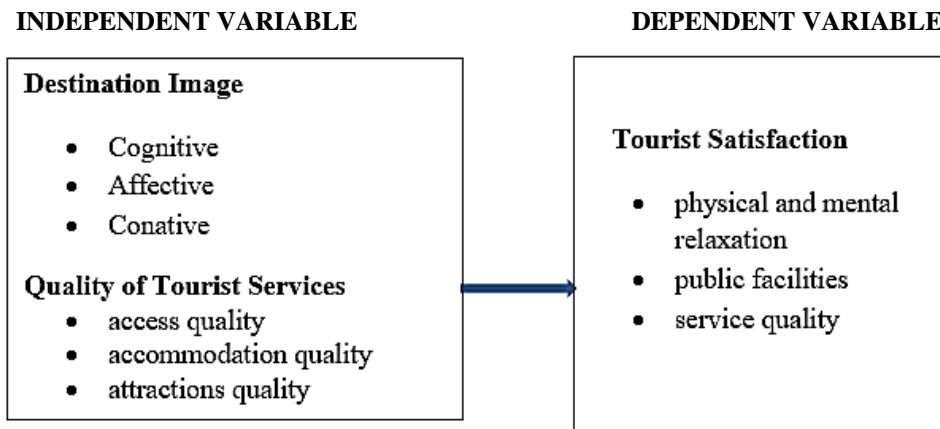 INDEPENDENT VARIABLE
DEPENDENT VARIABLE
Destination Image
• Cognitive
• Affective
• Conative
Quality of Tourist Services
• access quality
• accommodation quality
• attractions quality
Tourist Satisfaction
• physical and mental
relaxation
• public facilities
• service quality